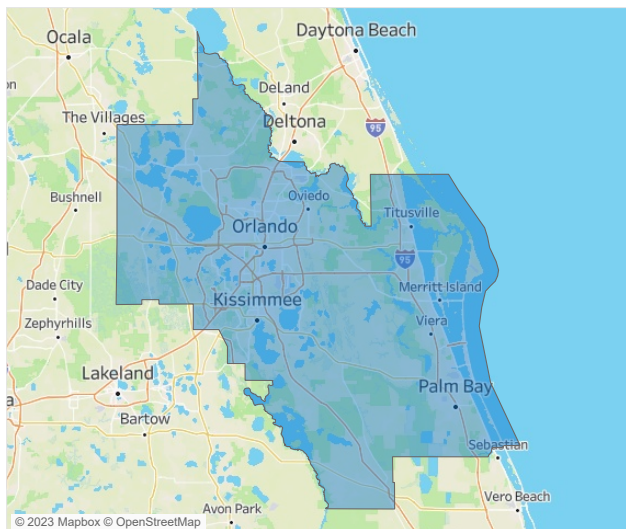 Daytona Beach
Ocala
on
DeLand
The Villages
Deltona
95
Bushnell
Oviedo
Titusville
Orlando
95
Dade City
Merritt Island
Kissimmee
Zephyrhills
Viera
Lakeland
Palm Bay
a
Bartow
Sebastian
Vero Beach
Avon Park
© 2023 Mapbox © OpenStreetMap